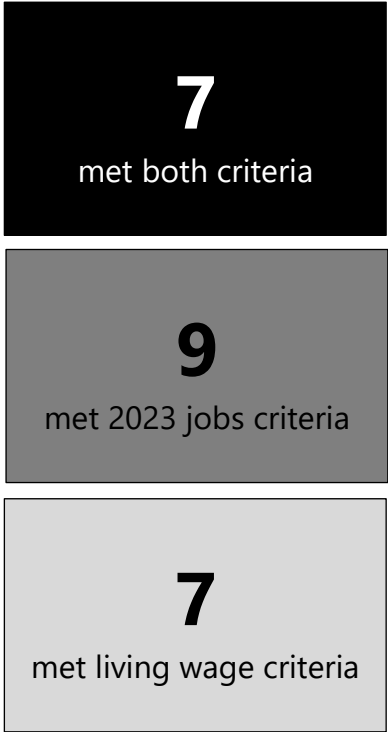 7
met both criteria
9
met 2023 jobs criteria
7
met living wage criteria